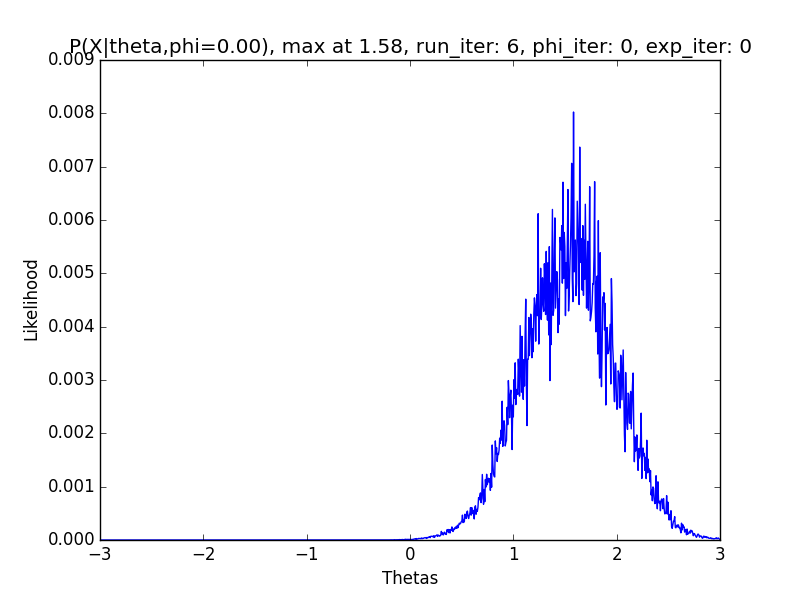 P(X|theta,phi=0.00), max at 1.58, run_iter: 6, phi_iter: 0, exp_iter: 0
0.009
0.008
0.007
0.006
0.005
0.004
0.003
0.002
0.001
0.000
Likelihood
−3 −2 −1 0 1 2 3
Thetas